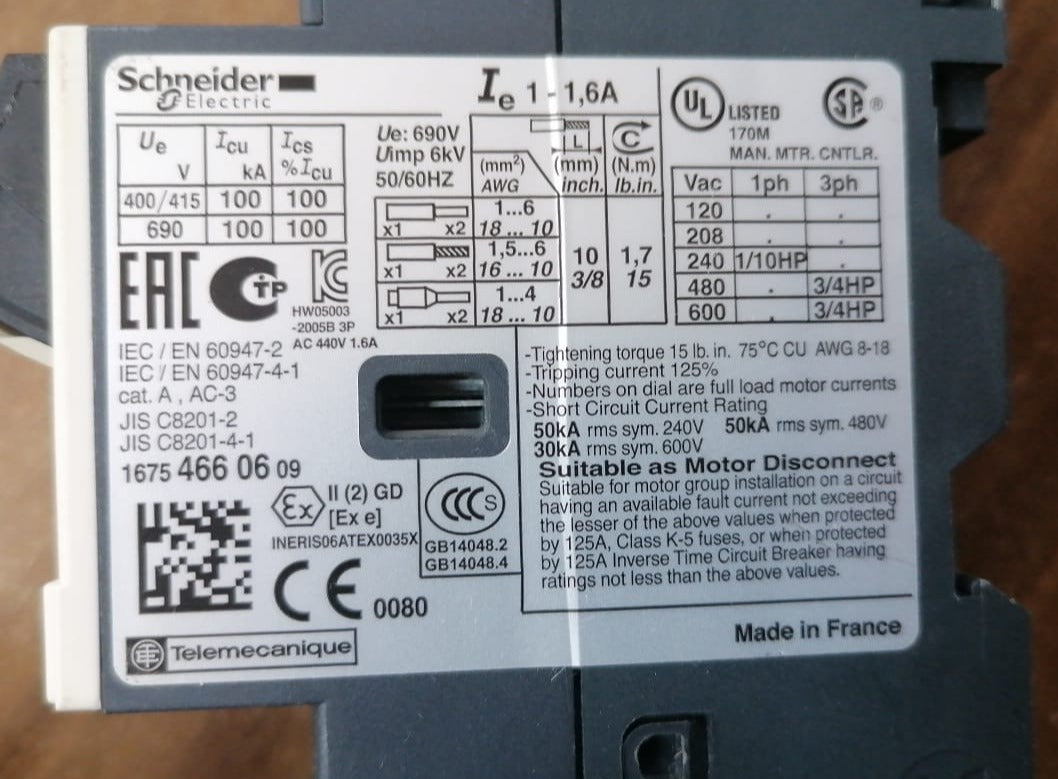 Schneider
Electric
Ie 1 - 1,6A
UL LISTED
170M
MAN. MTR. CNTLR.
SA ®
Ue V Icu kA Ics %Icu
400/415 100 100
690 100 100
Ue: 690V
Uimp 6kV
50/60HZ
(mm²) AWG L (mm) inch. C (N.m) lb.in.
x1 x2 1...6 18 ... 10
x1 x2 1,5...6 16 ... 10
x1 x2 1...4 18 ... 10
10 3/8
1,7 15
Vac 1ph 3ph
120 . .
208 . .
240 1/10HP .
480 . 3/4HP
600 . 3/4HP
EAC
TP
KC
HW05003
-2005B 3P
AC 440V 1.6A
IEC / EN 60947-2
IEC / EN 60947-4-1
cat. A , AC-3
JIS C8201-2
JIS C8201-4-1
1675 466 06 09
-Tightening torque 15 lb. in. 75°C CU AWG 8-18
-Tripping current 125%
-Numbers on dial are full load motor currents
-Short Circuit Current Rating
50kA rms sym. 240V 50kA rms sym. 480V
30kA rms sym. 600V
Suitable as Motor Disconnect
Suitable for motor group installation on a circuit
having an available fault current not exceeding
the lesser of the above values when protected
by 125A, Class K-5 fuses, or when protected
by 125A Inverse Time Circuit Breaker having
ratings not less than the above values.
Ex II (2) GD
[Ex e]
INERIS06ATEX0035X
CCC S
GB14048.2
GB14048.4
CE 0080
Telemecanique
Made in France